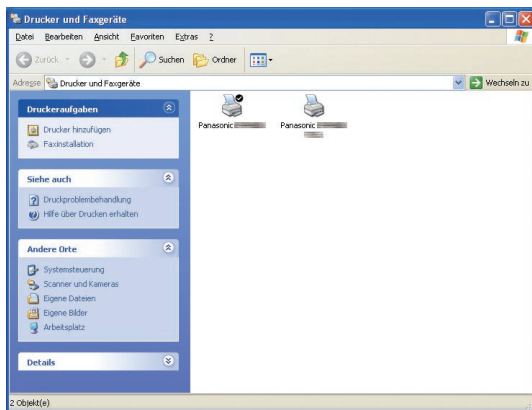 Drucker und Faxgeräte
Datei Bearbeiten Ansicht Favoriten Extras ?
Zurück Suchen Ordner
Adresse Drucker und Faxgeräte Wechseln zu
Druckeraufgaben
Drucker hinzufügen
Faxinstallation
Siehe auch
Druckproblembehandlung
Hilfe über Drucken erhalten
Andere Orte
Systemsteuerung
Scanner und Kameras
Eigene Dateien
Eigene Bilder
Arbeitsplatz
Details
Panasonic Panasonic
2 Objekt(e)